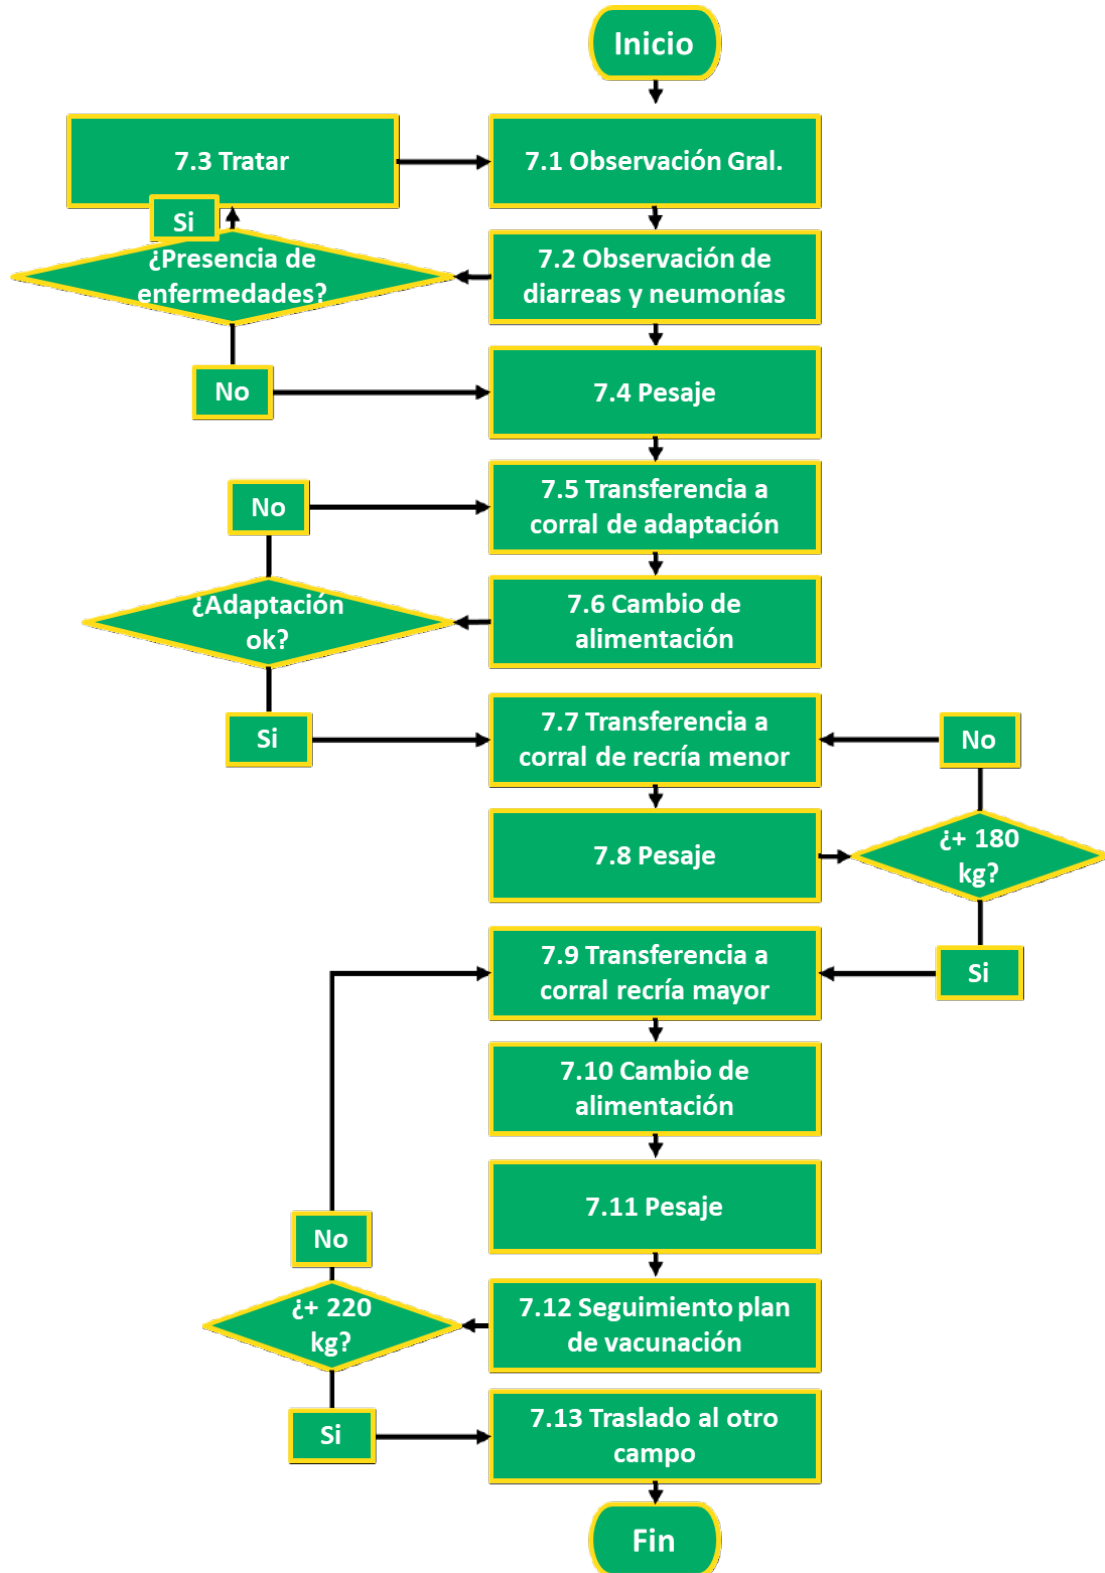 Inicio
7.3 Tratar
7.1 Observación Gral.
Si
¿Presencia de
enfermedades?
7.2 Observación de
diarreas y neumonías
No
7.4 Pesaje
No
7.5 Transferencia a
corral de adaptación
¿Adaptación
ok?
7.6 Cambio de
alimentación
Si
7.7 Transferencia a
corral de recría menor
No
7.8 Pesaje
¿+ 180
kg?
7.9 Transferencia a
corral recría mayor
Si
7.10 Cambio de
alimentación
7.11 Pesaje
No
¿+ 220
kg?
7.12 Seguimiento plan
de vacunación
Si
7.13 Traslado al otro
campo
Fin